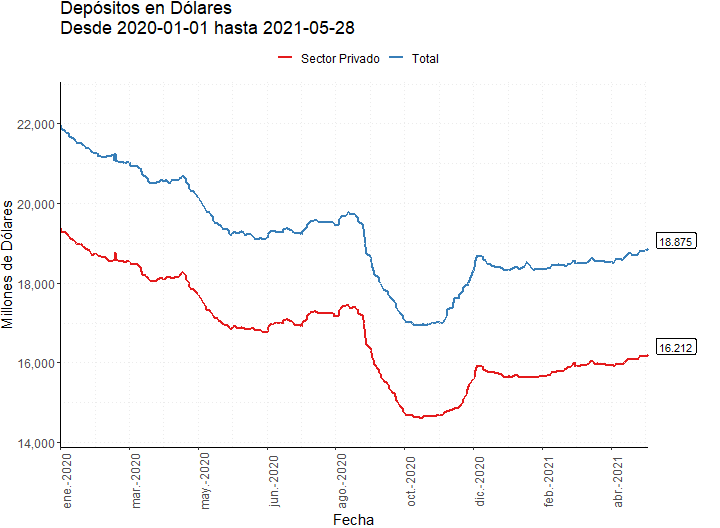 Depósitos en Dólares
Desde 2020-01-01 hasta 2021-05-28
Sector Privado Total
Millones de Dólares
22,000
20,000
18,000
16,000
14,000
18.875
16.212
ene.-2020
mar.-2020
may.-2020
jun.-2020
ago.-2020
oct.-2020
dic.-2020
feb.-2021
abr.-2021
Fecha